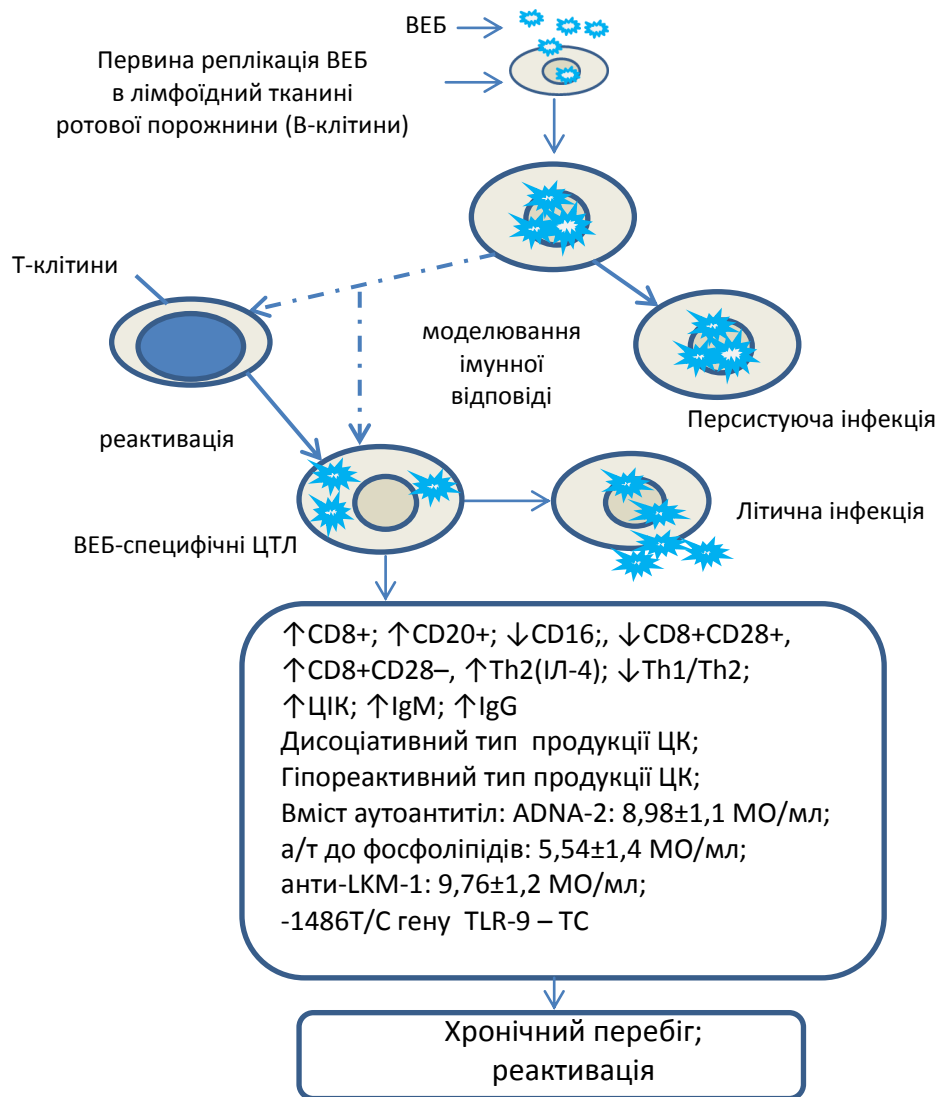 ВЕБ
Первина реплікація ВЕБ
в лімфоїдний тканині
ротової порожнини (В-клітини)
Т-клітини
моделювання
імунної
відповіді
Персистуюча інфекція
реактивація
Літична інфекція
ВЕБ-специфічні ЦТЛ
↑CD8+; ↑CD20+; ↓CD16;, ↓CD8+CD28+,
↑CD8+CD28–, ↑Th2(ІЛ-4); ↓Th1/Th2;
↑ЦІК; ↑IgM; ↑IgG
Дисоціативний тип продукції ЦК;
Гіпореактивний тип продукції ЦК;
Вміст аутоантитіл: ADNA-2: 8,98±1,1 МО/мл;
а/т до фосфоліпідів: 5,54±1,4 МО/мл;
анти-LKM-1: 9,76±1,2 МО/мл;
-1486T/C гену TLR-9 – TC
Хронічний перебіг;
реактивація